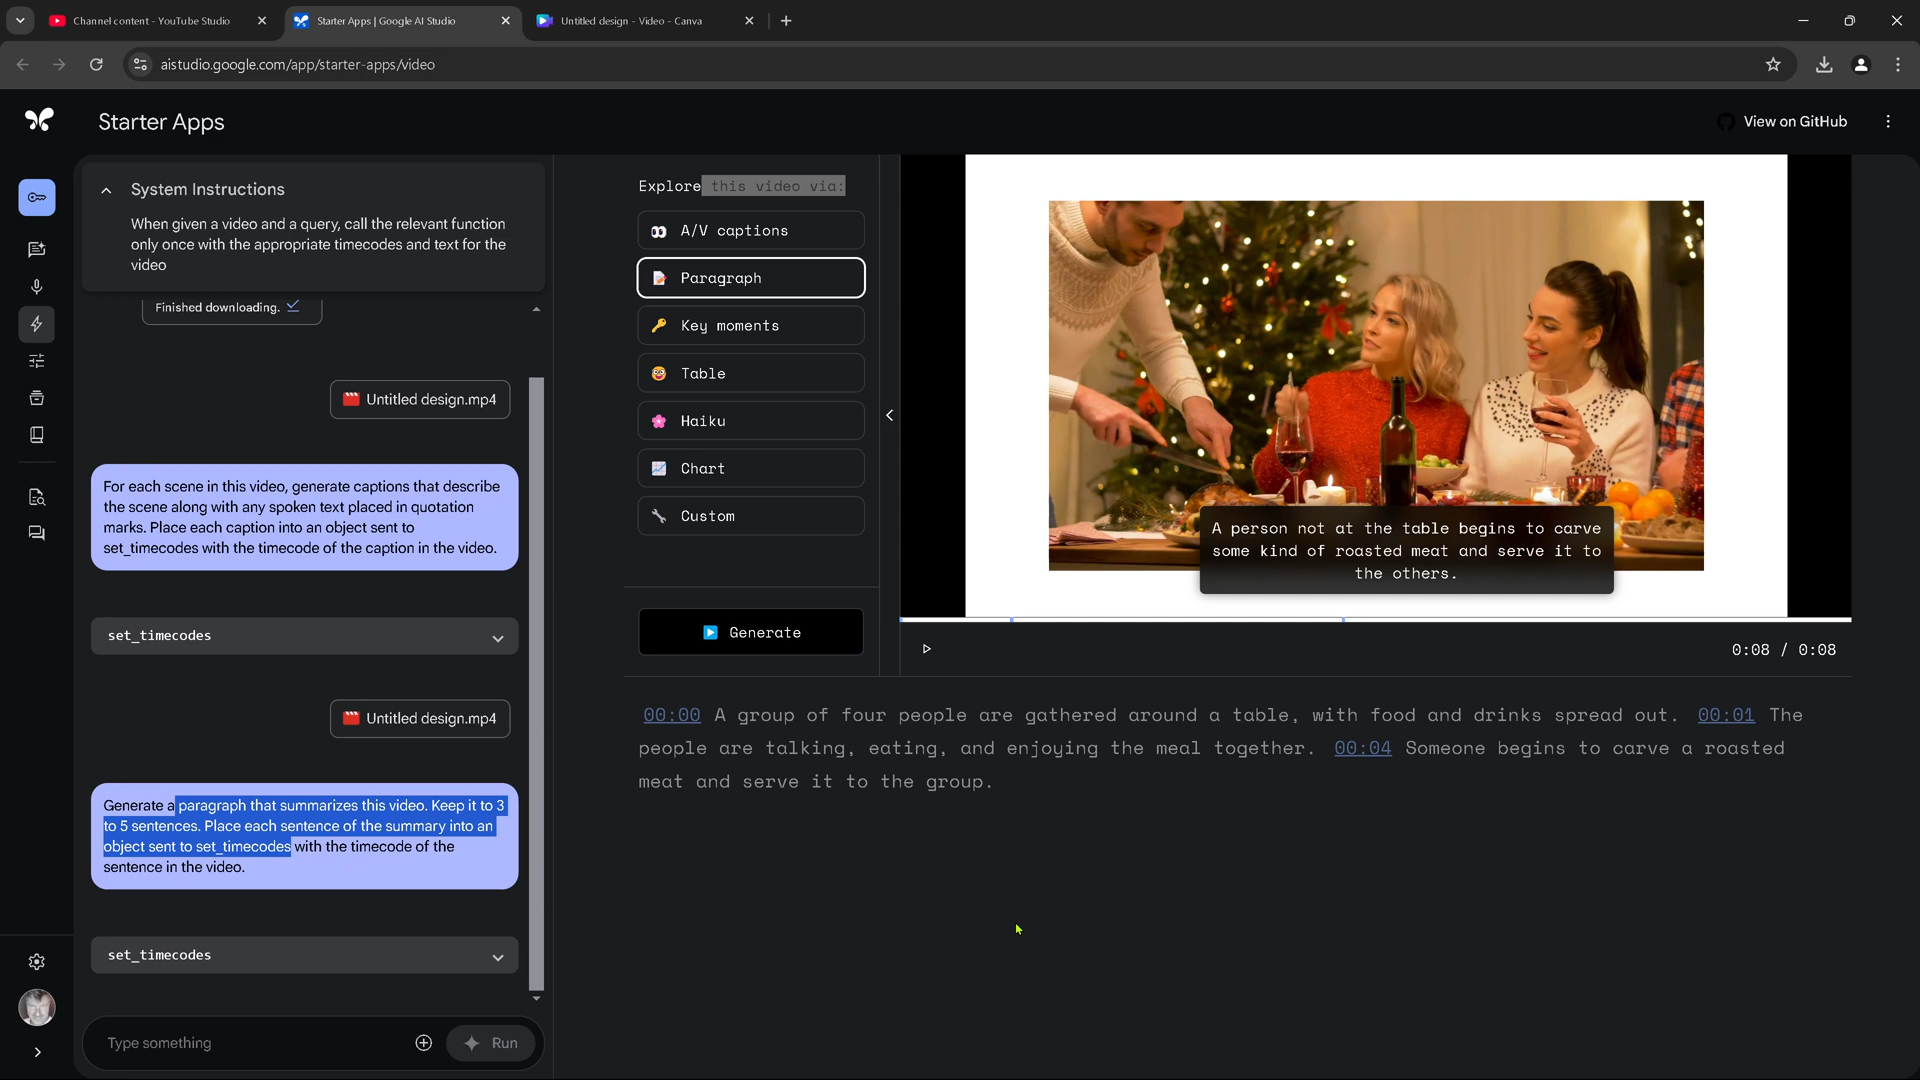 Channel content - YouTube Studio
Starter Apps | Google AI Studio
Untitled design - Video - Canva
aistudio.google.com/app/starter-apps/video
Starter Apps
View on GitHub
System Instructions
When given a video and a query, call the relevant function
only once with the appropriate timecodes and text for the
video
Finished downloading.
Untitled design.mp4
For each scene in this video, generate captions that describe
the scene along with any spoken text placed in quotation
marks. Place each caption into an object sent to
set_timecodes with the timecode of the caption in the video.
set_timecodes
Untitled design.mp4
Generate a paragraph that summarizes this video. Keep it to 3
to 5 sentences. Place each sentence of the summary into an
object sent to set_timecodes with the timecode of the
sentence in the video.
set_timecodes
Type something
Run
Explore this video via:
A/V captions
Paragraph
Key moments
Table
Haiku
Chart
Custom
Generate
A person not at the table begins to carve
some kind of roasted meat and serve it to
the others.
0:08 / 0:08
00:00 A group of four people are gathered around a table, with food and drinks spread out. 00:01 The
people are talking, eating, and enjoying the meal together. 00:04 Someone begins to carve a roasted
meat and serve it to the group.